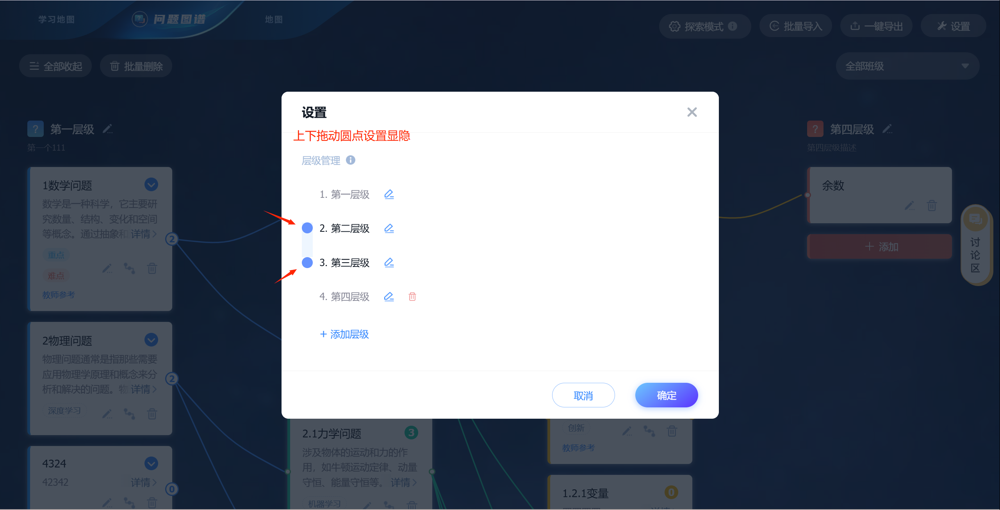 学习地图
问题图谱
地图
探索模式
批量导入
一键导出
设置
全部收起
批量删除
全部班级
第一层级
第一个111
1数学问题
数学是一种科学，它主要研
究数量、结构、变化和空间
等概念。通过抽象和 详情
2
重点
难点
教师参考
2物理问题
物理问题通常是指那些需要
应用物理学原理和概念来分
析和解决的问题。物 详情
2
深度学习
4324
42342 详情
0
设置
上下拖动圆点设置显隐
层级管理
1. 第一层级
2. 第二层级
3. 第三层级
4. 第四层级
+ 添加层级
取消
确定
2.1力学问题
3
涉及物体的运动和力的作
用，如牛顿运动定律、动量
守恒、能量守恒等。 详情
机器学习
创新
教师参考
1.2.1变量
0
第四层级
第四层级描述
余数
+ 添加
讨
论
区